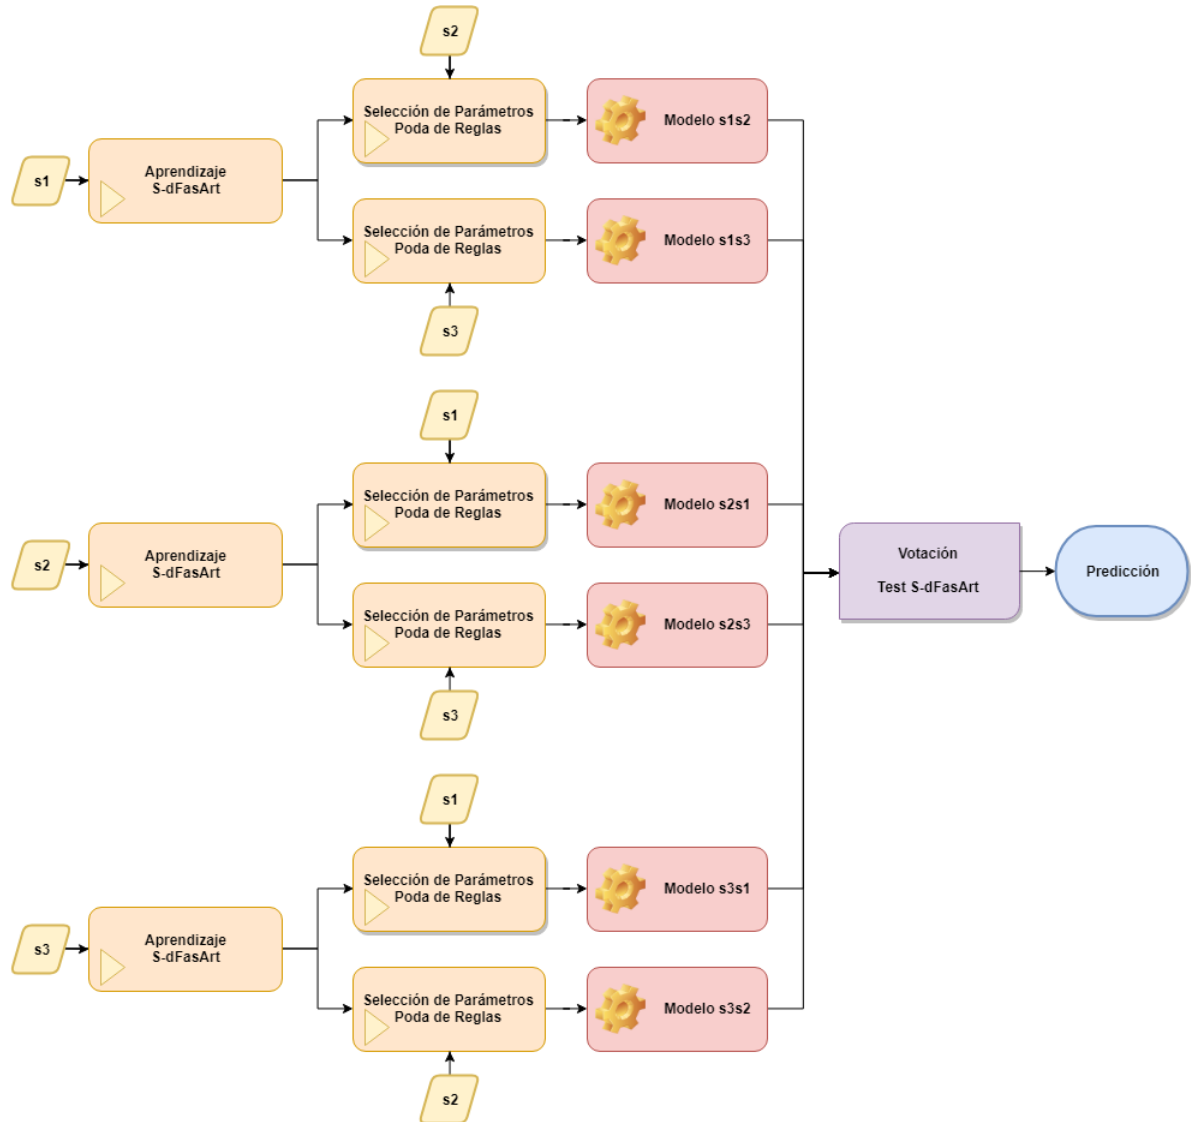 s2
Selección de Parámetros
Poda de Reglas
Modelo s1s2
s1
Aprendizaje
S-dFasArt
Selección de Parámetros
Poda de Reglas
Modelo s1s3
s3
s1
Selección de Parámetros
Poda de Reglas
Modelo s2s1
s2
Aprendizaje
S-dFasArt
Votación
Test S-dFasArt
Predicción
Selección de Parámetros
Poda de Reglas
Modelo s2s3
s3
s1
Selección de Parámetros
Poda de Reglas
Modelo s3s1
s3
Aprendizaje
S-dFasArt
Selección de Parámetros
Poda de Reglas
Modelo s3s2
s2